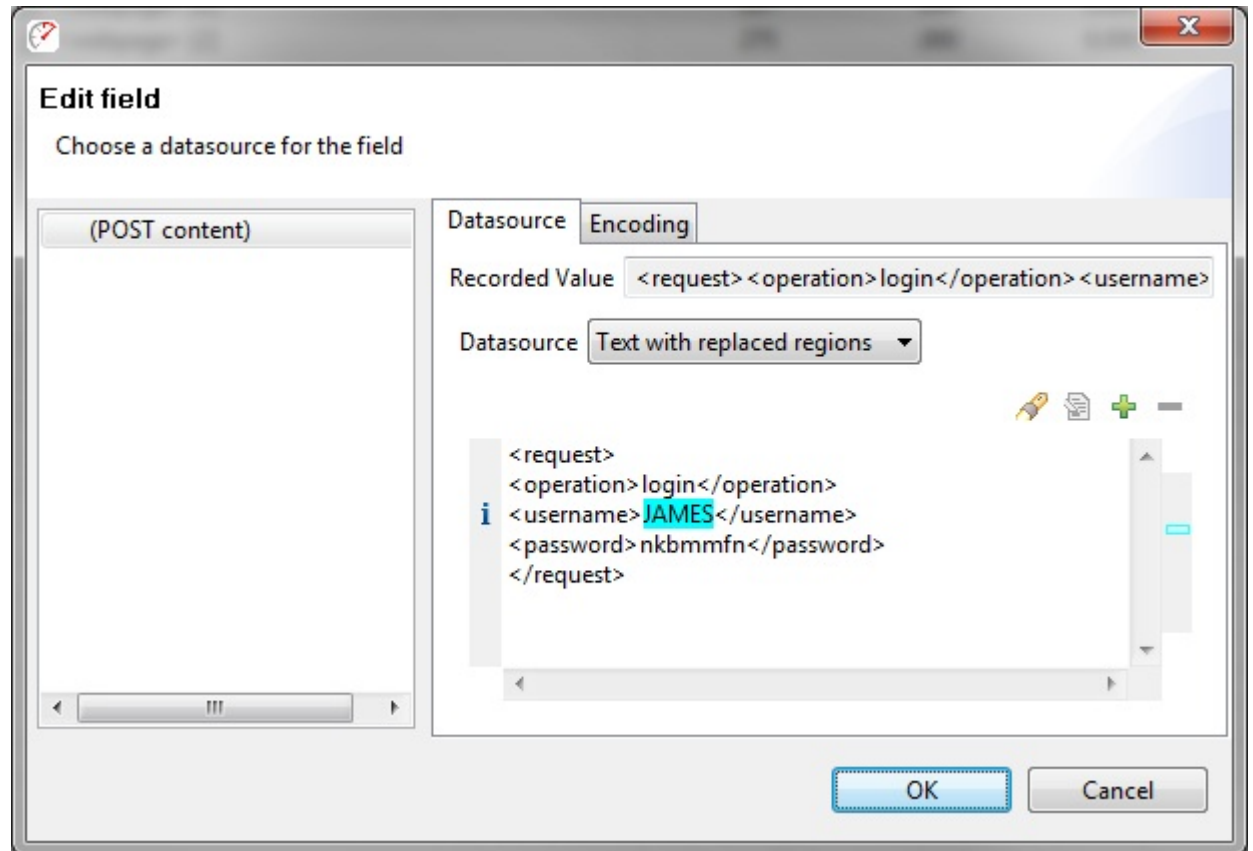 Edit field
Choose a datasource for the field
(POST content)
Datasource
Encoding
Recorded Value
<request><operation>login</operation><username>
Datasource
Text with replaced regions
<request>
<operation>login</operation>
<username>JAMES</username>
<password>nkbmmfn</password>
</request>
OK
Cancel